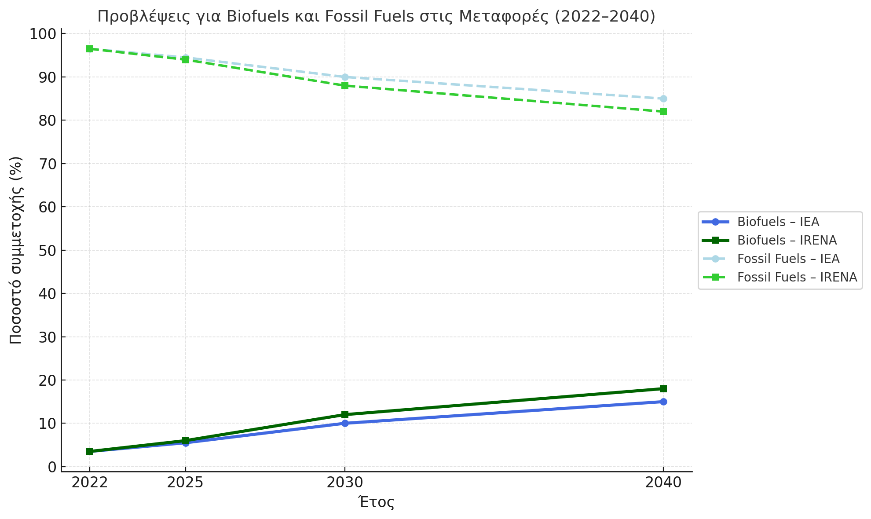 Προβλέψεις για Biofuels και Fossil Fuels στις Μεταφορές (2022–2040)
Ποσοστό συμμετοχής (%)
100
90
80
70
60
50
40
30
20
10
0
2022 2025 2030 2040
Έτος
Biofuels – IEA
Biofuels – IRENA
Fossil Fuels – IEA
Fossil Fuels – IRENA